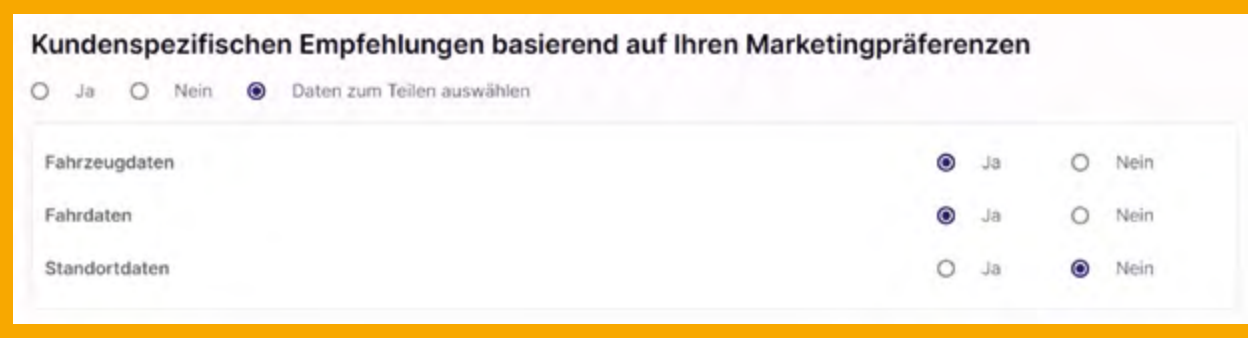 Kundenspezifischen Empfehlungen basierend auf Ihren Marketingpräferenzen
Ja Nein Daten zum Teilen auswählen
Fahrzeugdaten Ja Nein
Fahrdaten Ja Nein
Standortdaten Ja Nein